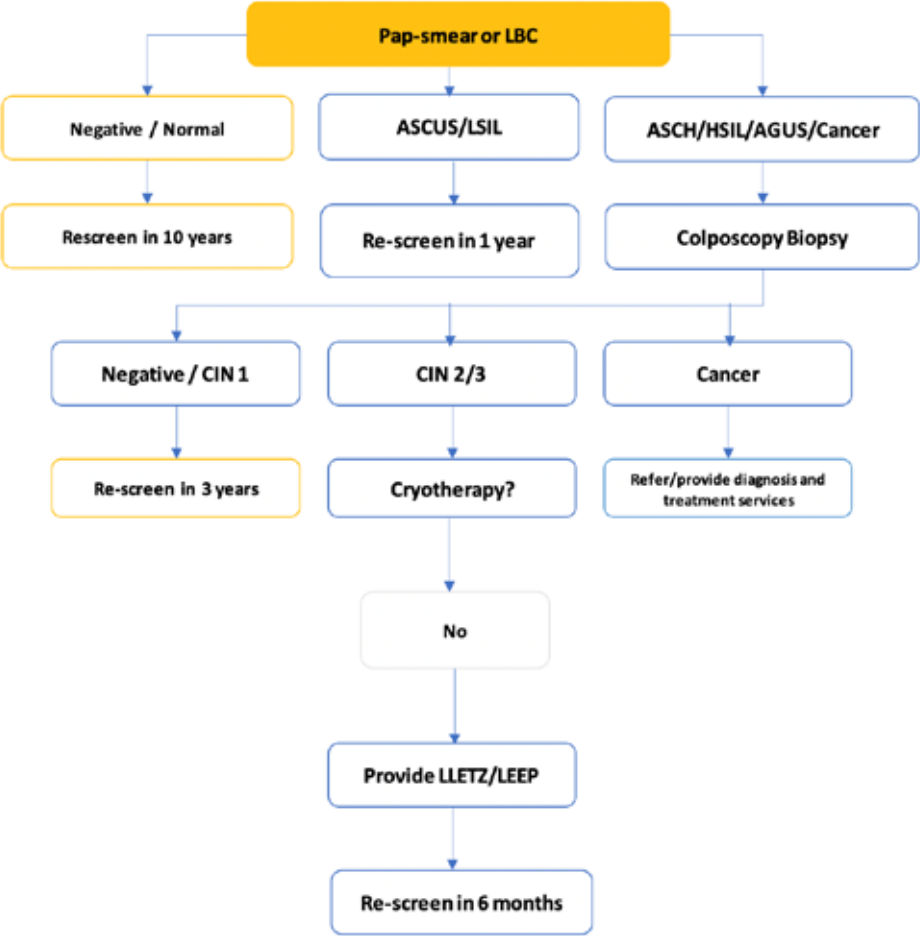 Pap-smear or LBC
Negative / Normal
ASCUS/LSIL
ASCH/HSIL/AGUS/Cancer
Rescreen in 10 years
Re-screen in 1 year
Colposcopy Biopsy
Negative / CIN 1
CIN 2/3
Cancer
Re-screen in 3 years
Cryotherapy?
Refer/provide diagnosis and
treatment services
No
Provide LLETZ/LEEP
Re-screen in 6 months